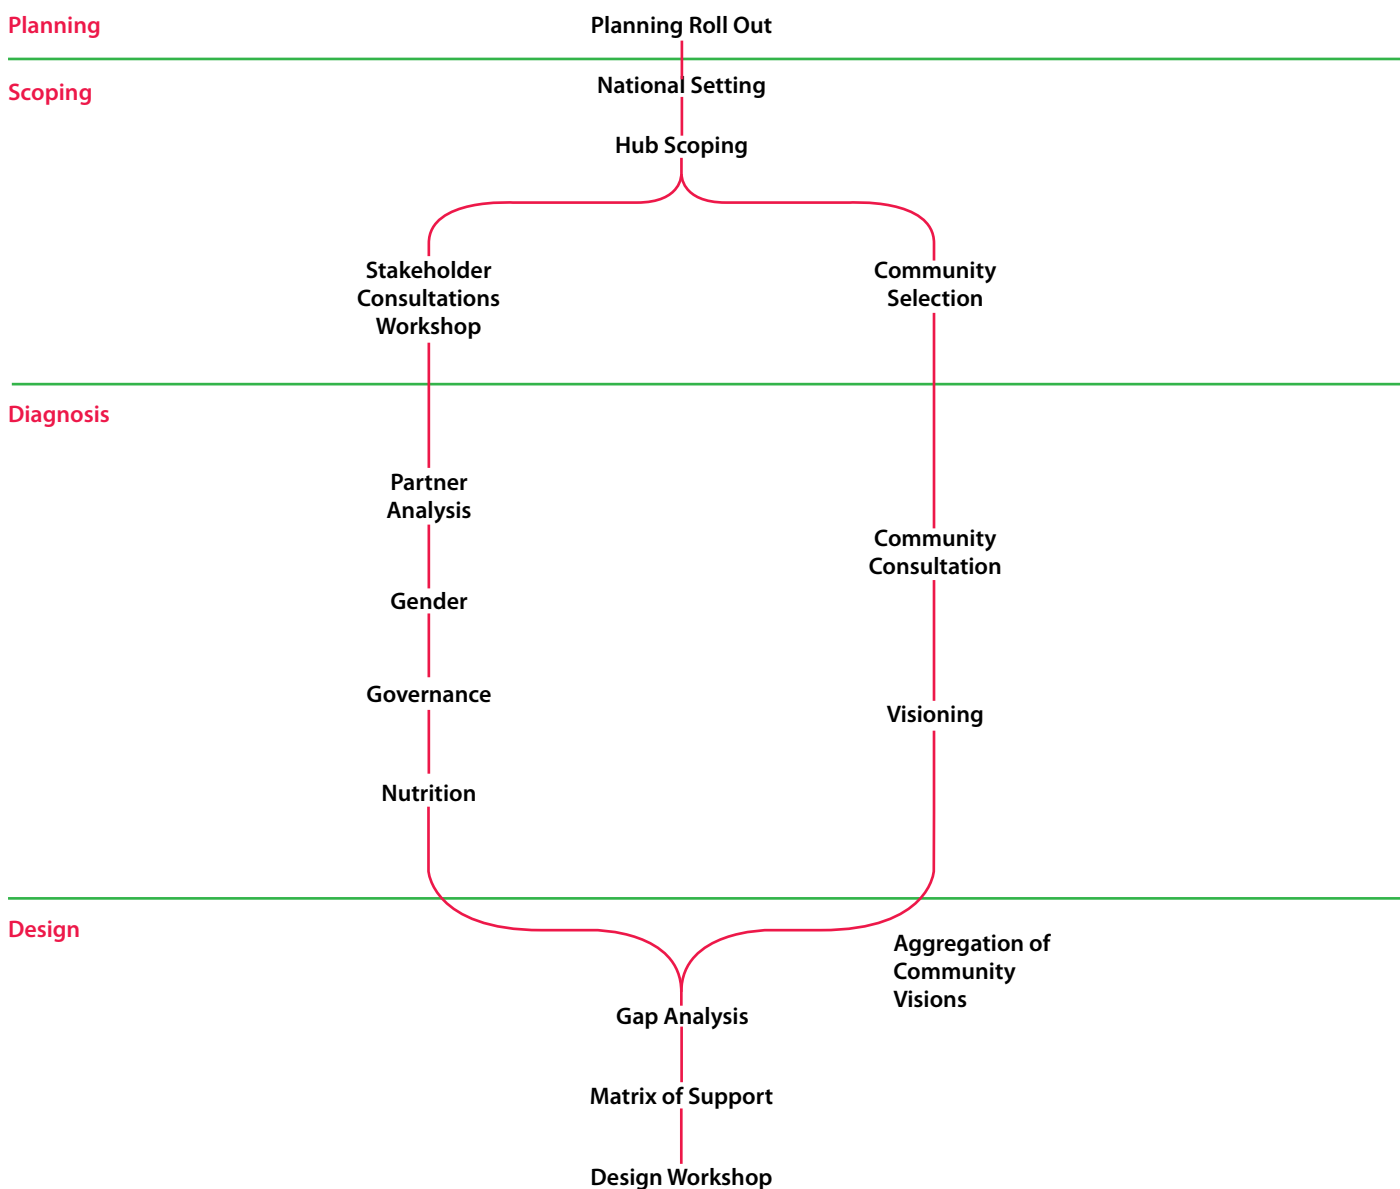 Planning
Planning Roll Out
Scoping
National Setting
Hub Scoping
Stakeholder
Consultations
Workshop
Community
Selection
Diagnosis
Partner
Analysis
Gender
Governance
Nutrition
Community
Consultation
Visioning
Design
Aggregation of
Community
Visions
Gap Analysis
Matrix of Support
Design Workshop